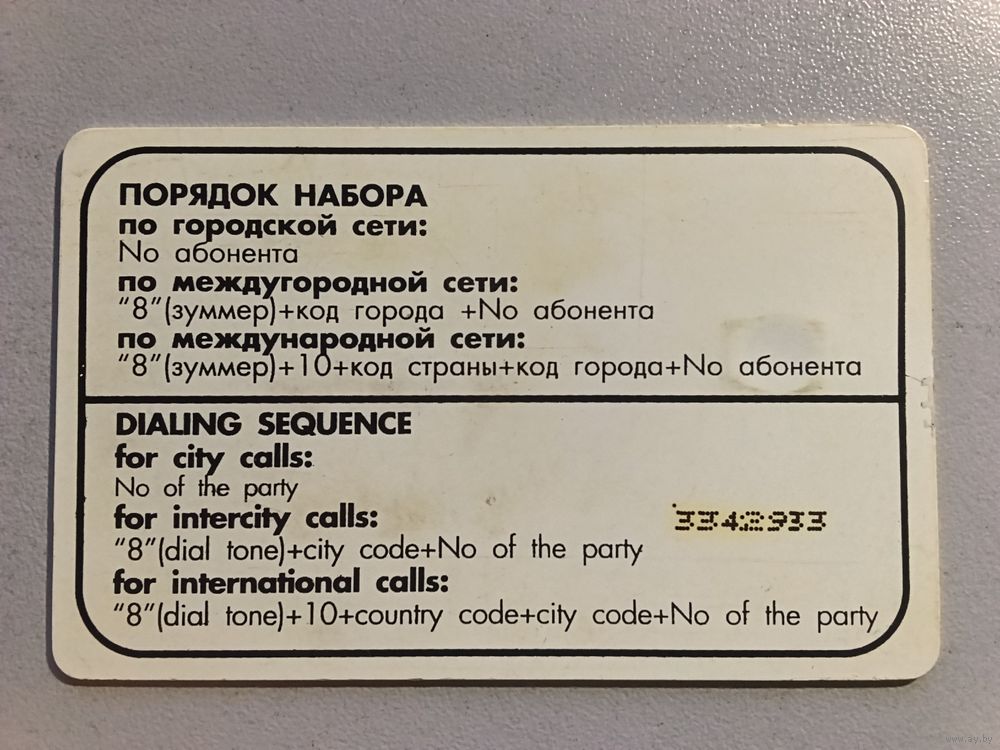 ПОРЯДОК НАБОРА
по городской сети:
No абонента
по междугородной сети:
“8”(зуммер)+код города +No абонента
по международной сети:
“8”(зуммер)+10+код страны+код города+No абонента
DIALING SEQUENCE
for city calls:
No of the party
for intercity calls:
3342933
“8”(dial tone)+city code+No of the party
for international calls:
“8”(dial tone)+10+country code+city code+No of the party
www.ay.by